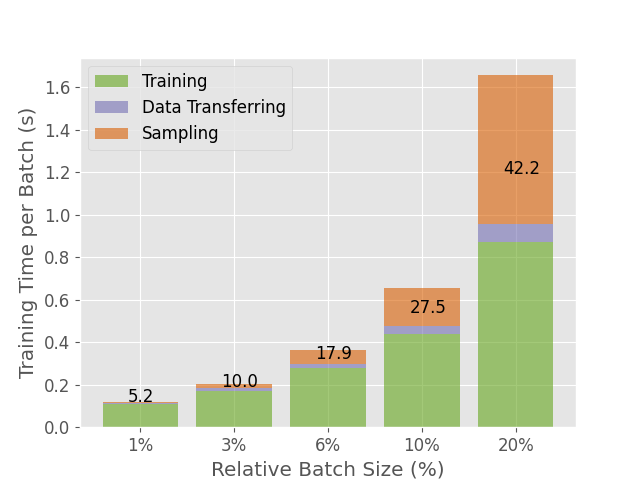 Training
Data Transferring
Sampling
Training Time per Batch (s)
1.6
1.4
1.2
1.0
0.8
0.6
0.4
0.2
0.0
5.2
10.0
17.9
27.5
42.2
1% 3% 6% 10% 20%
Relative Batch Size (%)